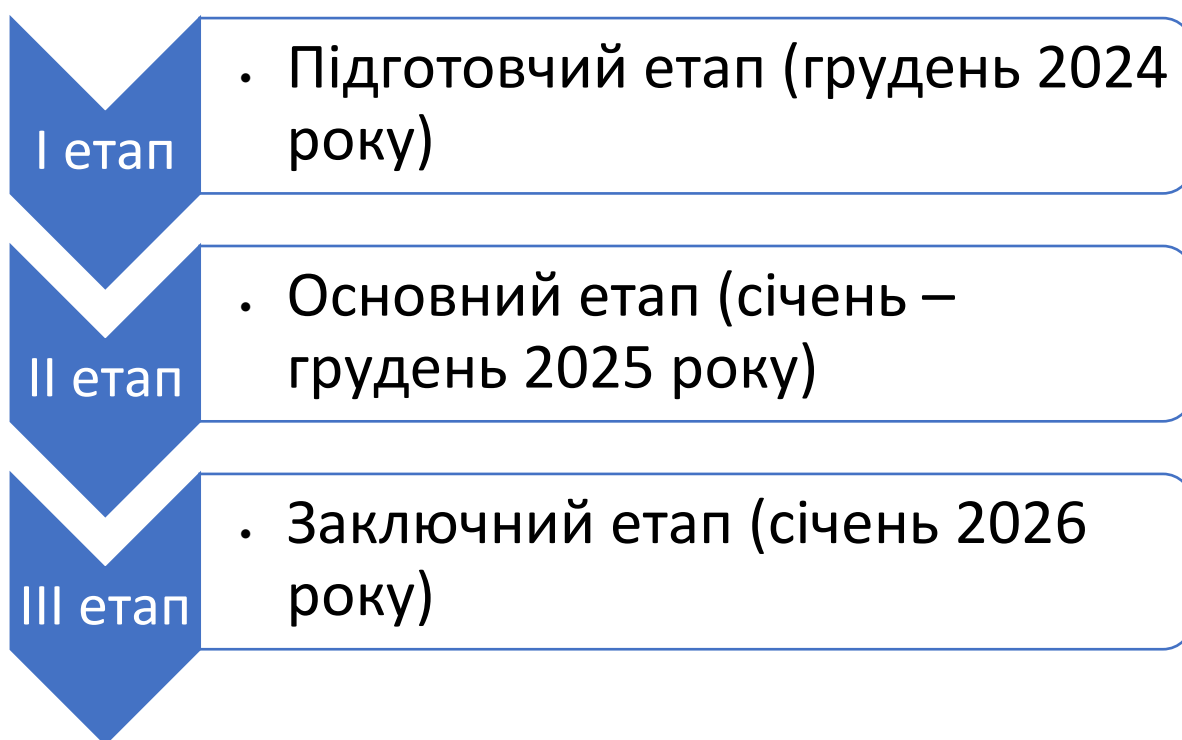 І етап
• Підготовчий етап (грудень 2024
року)
ІІ етап
• Основний етап (січень –
грудень 2025 року)
ІІІ етап
• Заключний етап (січень 2026
року)